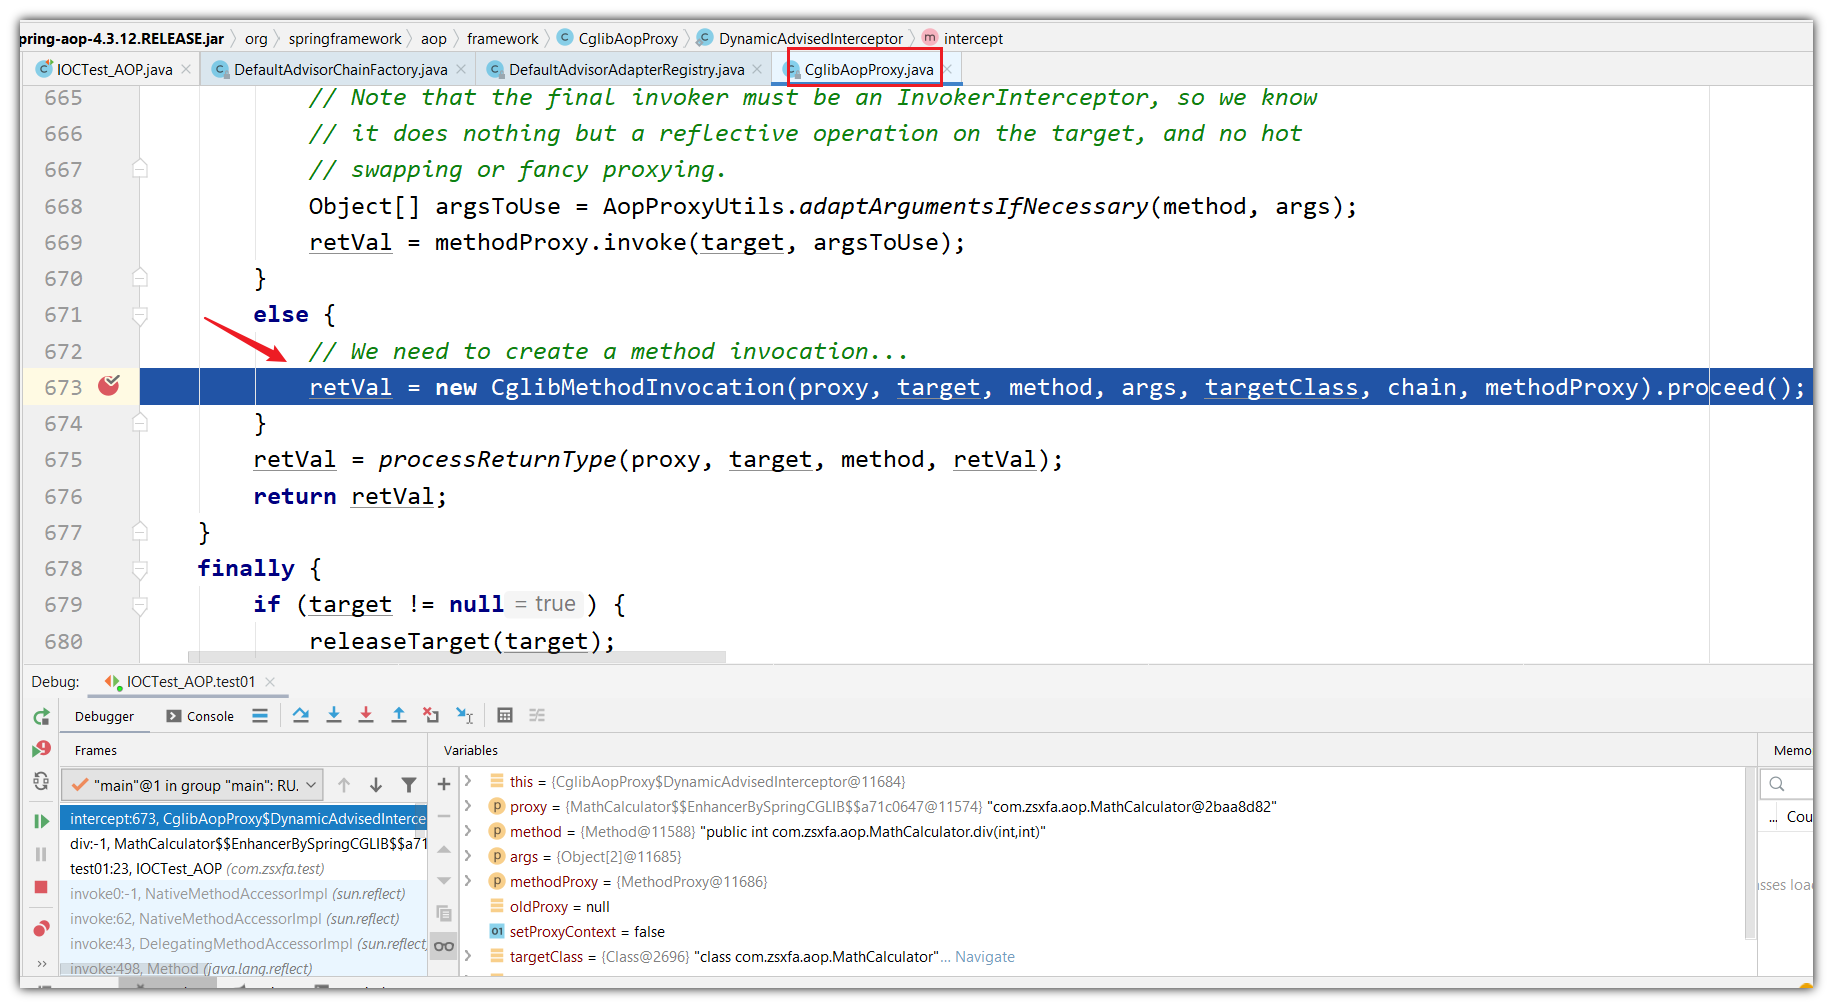 pring-aop-4.3.12.RELEASE.jar org springframework aop framework CglibAopProxy DynamicAdvisedInterceptor intercept
IOCTest_AOP.java DefaultAdvisorChainFactory.java DefaultAdvisorAdapterRegistry.java CglibAopProxy.java
665 // Note that the final invoker must be an InvokerInterceptor, so we know
666 // it does nothing but a reflective operation on the target, and no hot
667 // swapping or fancy proxying.
668 Object[] argsToUse = AopProxyUtils.adaptArgumentsIfNecessary(method, args);
669 retVal = methodProxy.invoke(target, argsToUse);
670 }
671 else {
672 // We need to create a method invocation...
673 retVal = new CglibMethodInvocation(proxy, target, method, args, targetClass, chain, methodProxy).proceed();
674 }
675 retVal = processReturnType(proxy, target, method, retVal);
676 return retVal;
677 }
678 finally {
679 if (target != null = true ) {
680 releaseTarget(target);
Debug: IOCTest_AOP.test01
Debugger Console
Frames Variables Memo
"main"@1 in group "main": RU...
intercept:673, CglibAopProxy$DynamicAdvisedInterce
div:-1, MathCalculator$$EnhancerBySpringCGLIB$$a71
test01:23, IOCTest_AOP (com.zsxfa.test)
invoke0:-1, NativeMethodAccessorImpl (sun.reflect)
invoke:62, NativeMethodAccessorImpl (sun.reflect)
invoke:43, DelegatingMethodAccessorImpl (sun.reflect,
invoke:498, Method (java.lang.reflect)
this = {CglibAopProxy$DynamicAdvisedInterceptor@11684}
proxy = {MathCalculator$$EnhancerBySpringCGLIB$$a71c0647@11574} "com.zsxfa.aop.MathCalculator@2baa8d82"
method = {Method@11588} "public int com.zsxfa.aop.MathCalculator.div(int,int)"
args = {Object[2]@11685}
methodProxy = {MethodProxy@11686}
oldProxy = null
01 setProxyContext = false
targetClass = {Class@2696} "class com.zsxfa.aop.MathCalculator"... Navigate
... Cou
sses loa